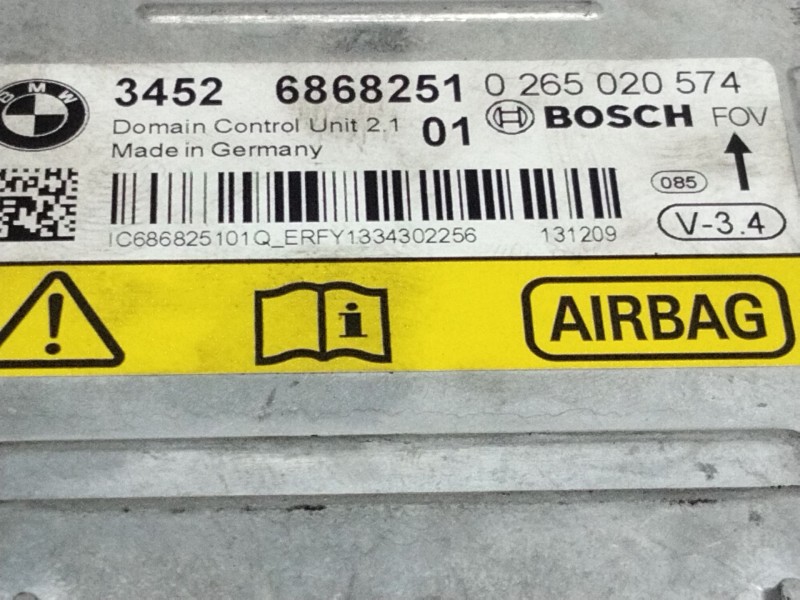 BMW
3452 6868251 0 265 020 574
Domain Control Unit 2.1 01 BOSCH FOV
Made in Germany
085
V-3.4
IC686825101Q_ERFY1334302256 131209
! i AIRBAG